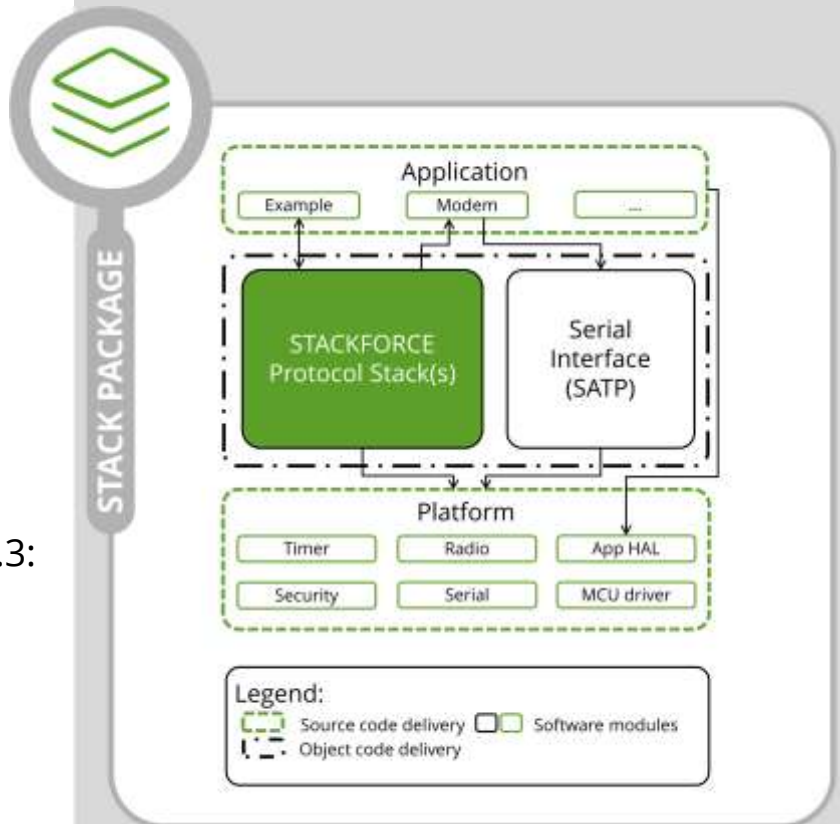 STACK PACKAGE
Application
Example
Modem
...
STACKFORCE
Protocol Stack(s)
Serial
Interface
(SATP)
.3:
Platform
Timer
Radio
App HAL
Security
Serial
MCU driver
Legend:
Source code delivery
Software modules
Object code delivery